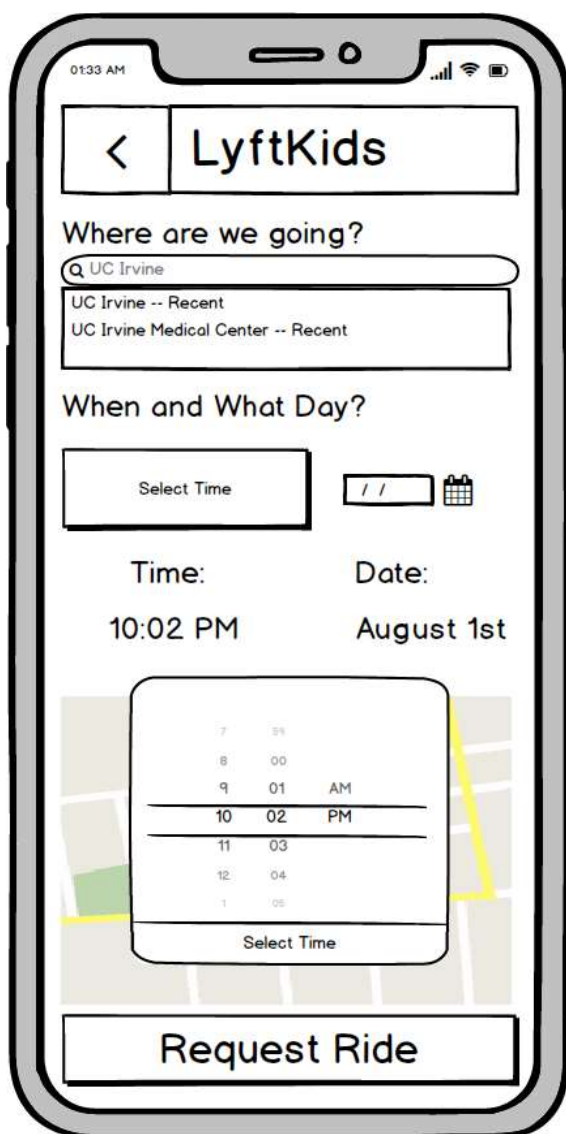 01:33 AM
LyftKids
Where are we going?
UC Irvine
UC Irvine -- Recent
UC Irvine Medical Center -- Recent
When and What Day?
Select Time / /
Time: Date:
10:02 PM August 1st
7 59
8 00
9 01 AM
10 02 PM
11 03
12 04
1 05
Select Time
Request Ride